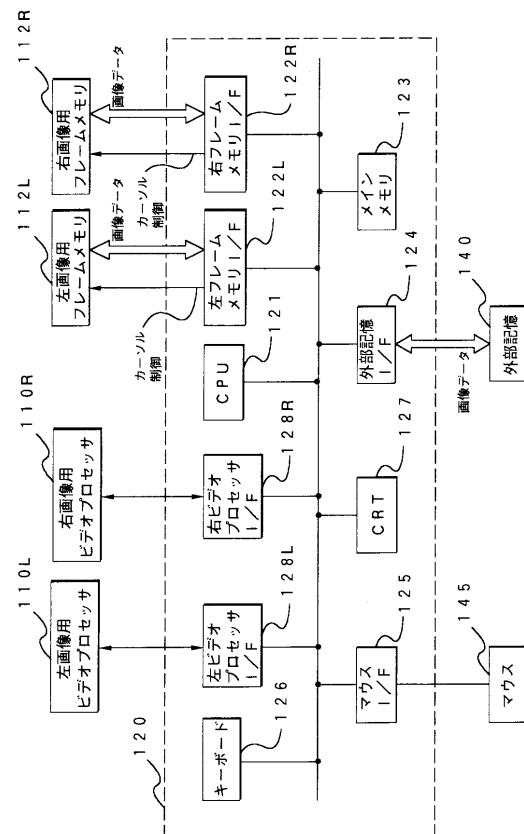 110L
左画像用
ビデオプロセッサ
110R
右画像用
ビデオプロセッサ
112L
左画像用
フレームメモリ
112R
右画像用
フレームメモリ
画像データ
画像データ
カーソル
制御
カーソル
制御
120
キーボード
126
左ビデオ
プロセッサ
I/F
128L
右ビデオ
プロセッサ
I/F
128R
CPU
121
左フレーム
メモリI/F
122L
右フレーム
メモリI/F
122R
マウス
I/F
125
CRT
127
外部記憶
I/F
124
メイン
メモリ
123
画像データ
マウス
145
外部記憶
140